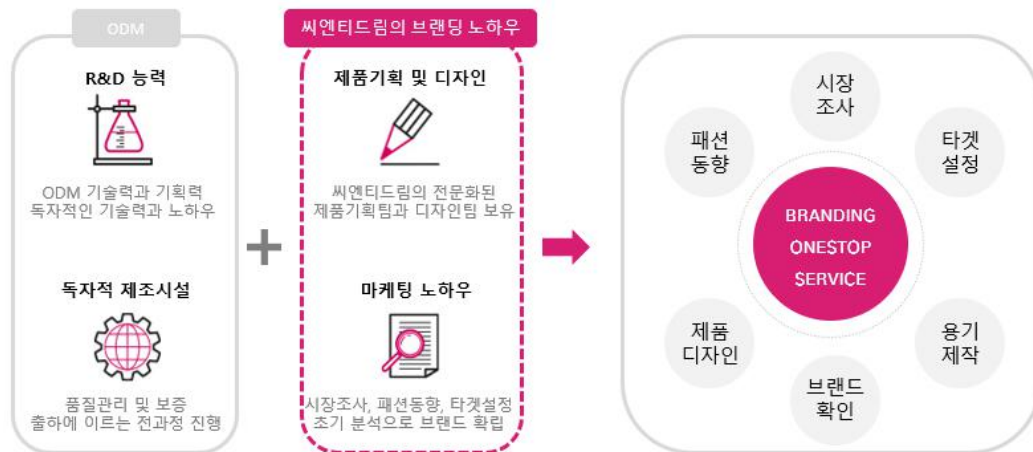 ODM
R&D 능력
ODM 기술력과 기획력
독자적인 기술력과 노하우
독자적 제조시설
품질관리 및 보증
출하에 이르는 전과정 진행
씨엔티드림의 브랜딩 노하우
제품기획 및 디자인
씨엔티드림의 전문화된
제품기획팀과 디자인팀 보유
마케팅 노하우
시장조사, 패션동향, 타겟설정
초기 분석으로 브랜드 확립
시장
조사
패션
동향
타겟
설정
BRANDING
ONESTOP
SERVICE
제품
디자인
용기
제작
브랜드
확인